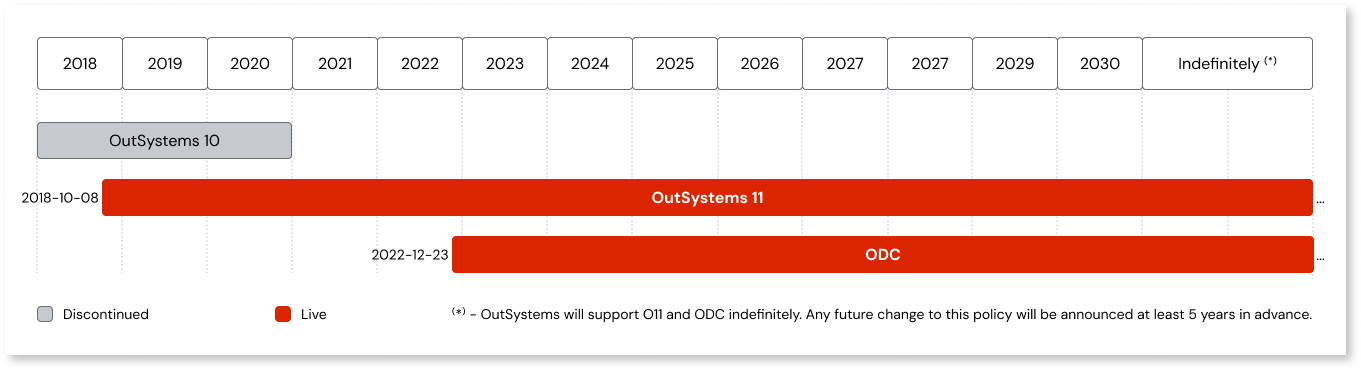 2018 2019 2020 2021 2022 2023 2024 2025 2026 2027 2027 2029 2030 Indefinitely (*)
OutSystems 10
2018-10-08 OutSystems 11 ...
2022-12-23 ODC ...
Discontinued Live (*) - OutSystems will support O11 and ODC indefinitely. Any future change to this policy will be announced at least 5 years in advance.